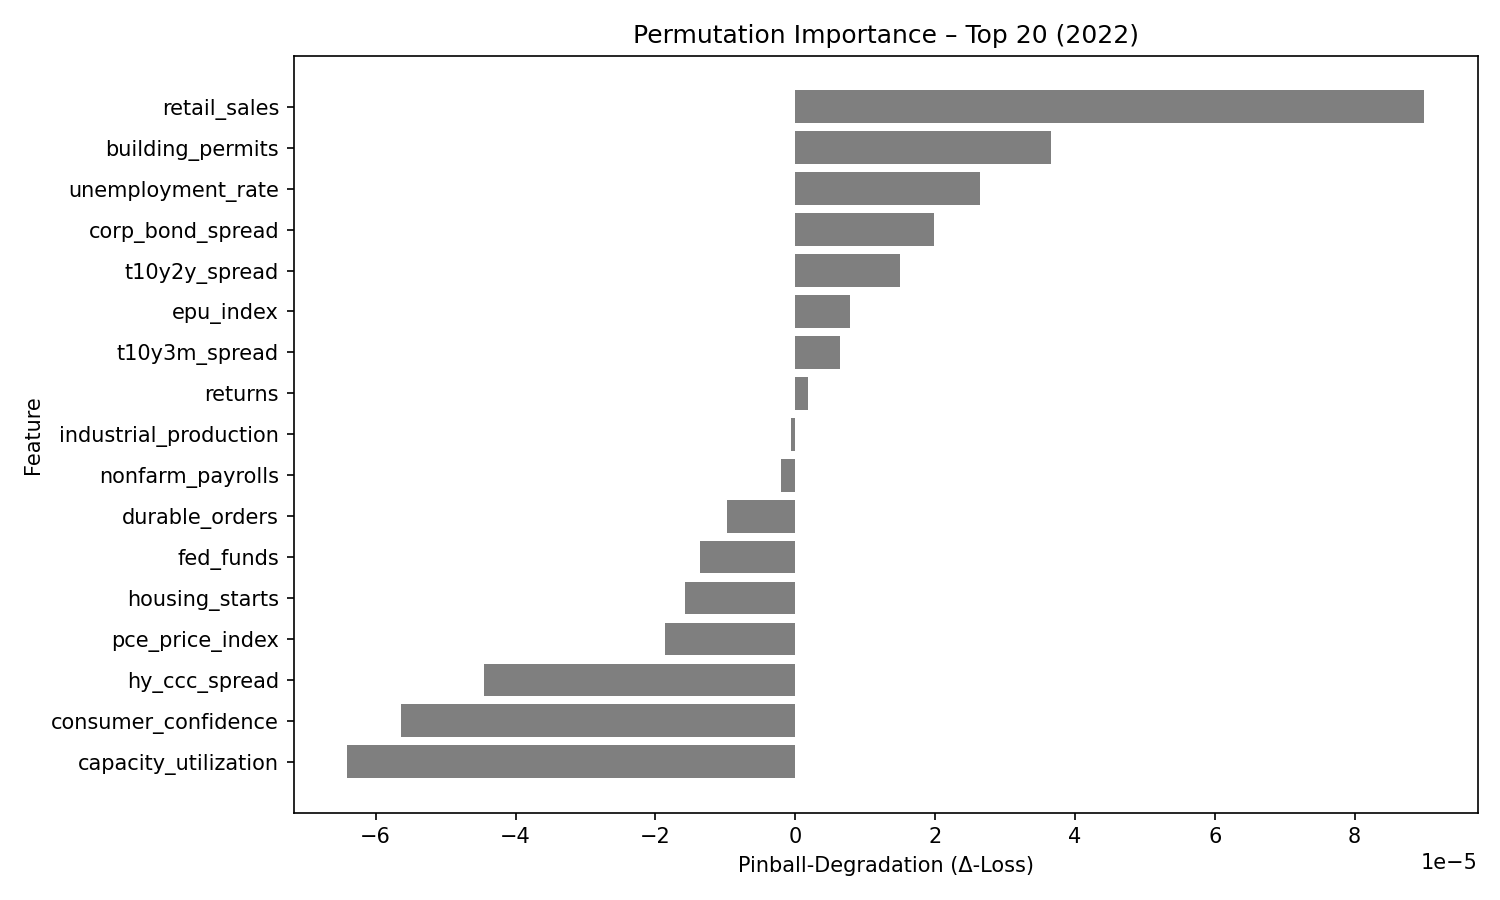 Permutation Importance – Top 20 (2022)
Feature
retail_sales
building_permits
unemployment_rate
corp_bond_spread
t10y2y_spread
epu_index
t10y3m_spread
returns
industrial_production
nonfarm_payrolls
durable_orders
fed_funds
housing_starts
pce_price_index
hy_ccc_spread
consumer_confidence
capacity_utilization
−6 −4 −2 0 2 4 6 8
1e−5
Pinball-Degradation (Δ-Loss)